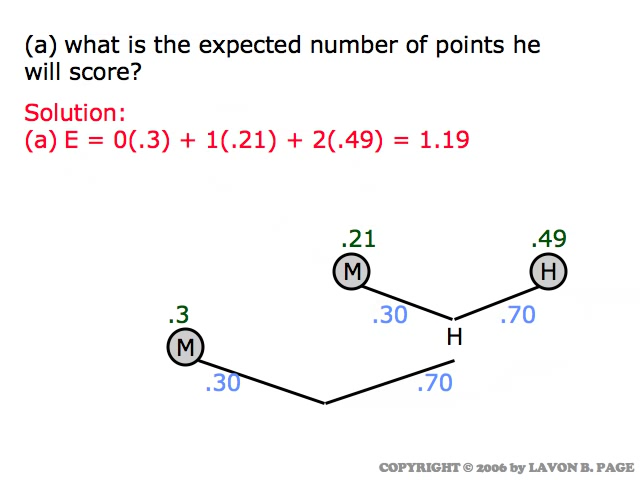 (a) what is the expected number of points he
will score?
Solution:
(a) E = 0(.3) + 1(.21) + 2(.49) = 1.19
.21 .49
M H
.30 .70
.3 H
M
.30 .70
COPYRIGHT © 2006 by LAVON B. PAGE